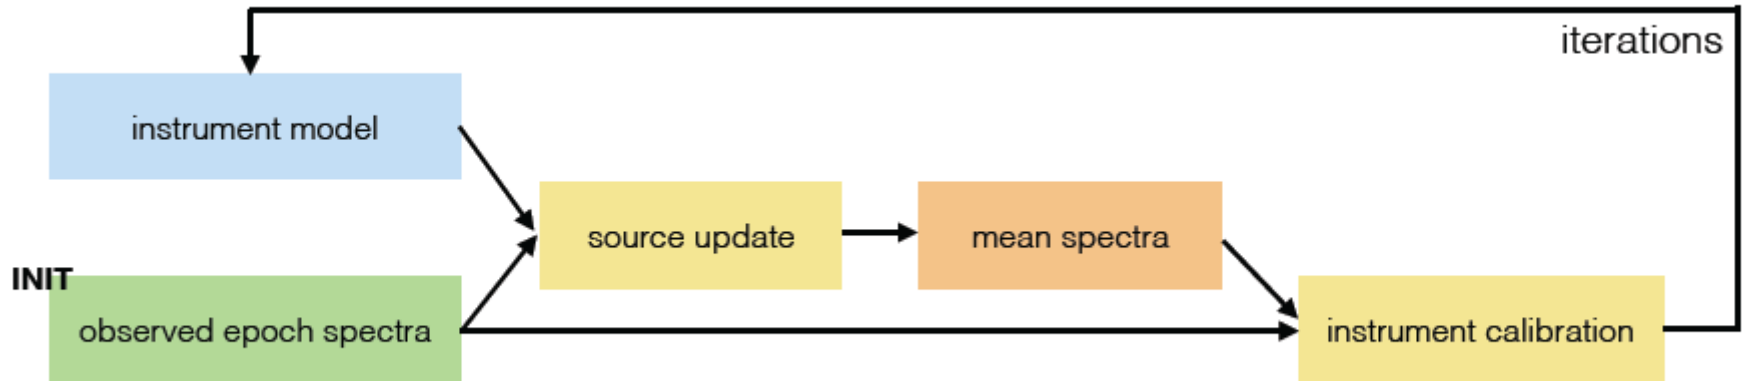 iterations
instrument model
source update
mean spectra
INIT
observed epoch spectra
instrument calibration